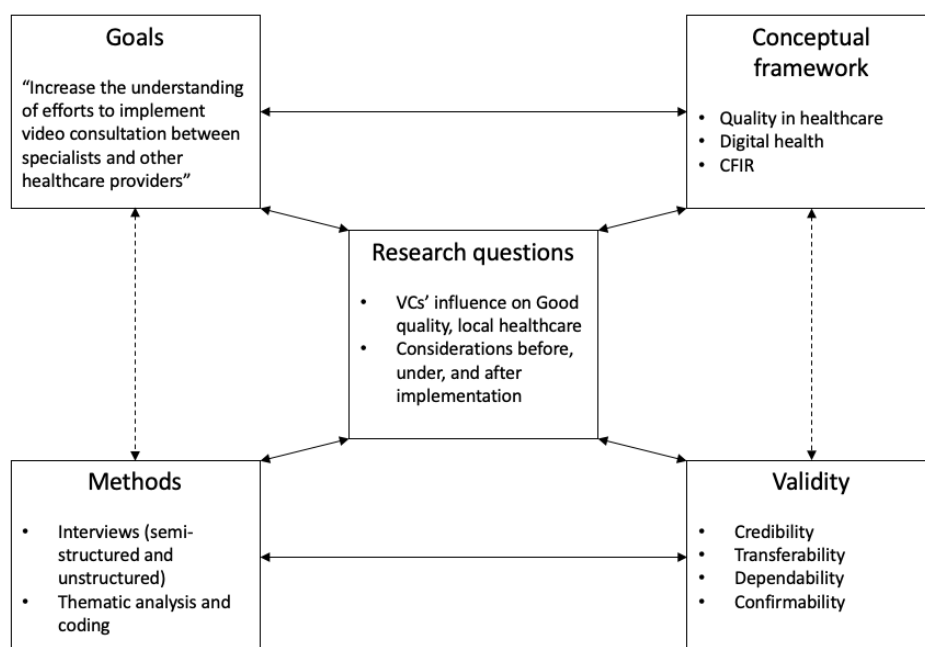 Goals
“Increase the understanding
of efforts to implement
video consultation between
specialists and other
healthcare providers”
Conceptual
framework
• Quality in healthcare
• Digital health
• CFIR
Research questions
• VCs’ influence on Good
quality, local healthcare
• Considerations before,
under, and after
implementation
Methods
• Interviews (semi-
structured and
unstructured)
• Thematic analysis and
coding
Validity
• Credibility
• Transferability
• Dependability
• Confirmability